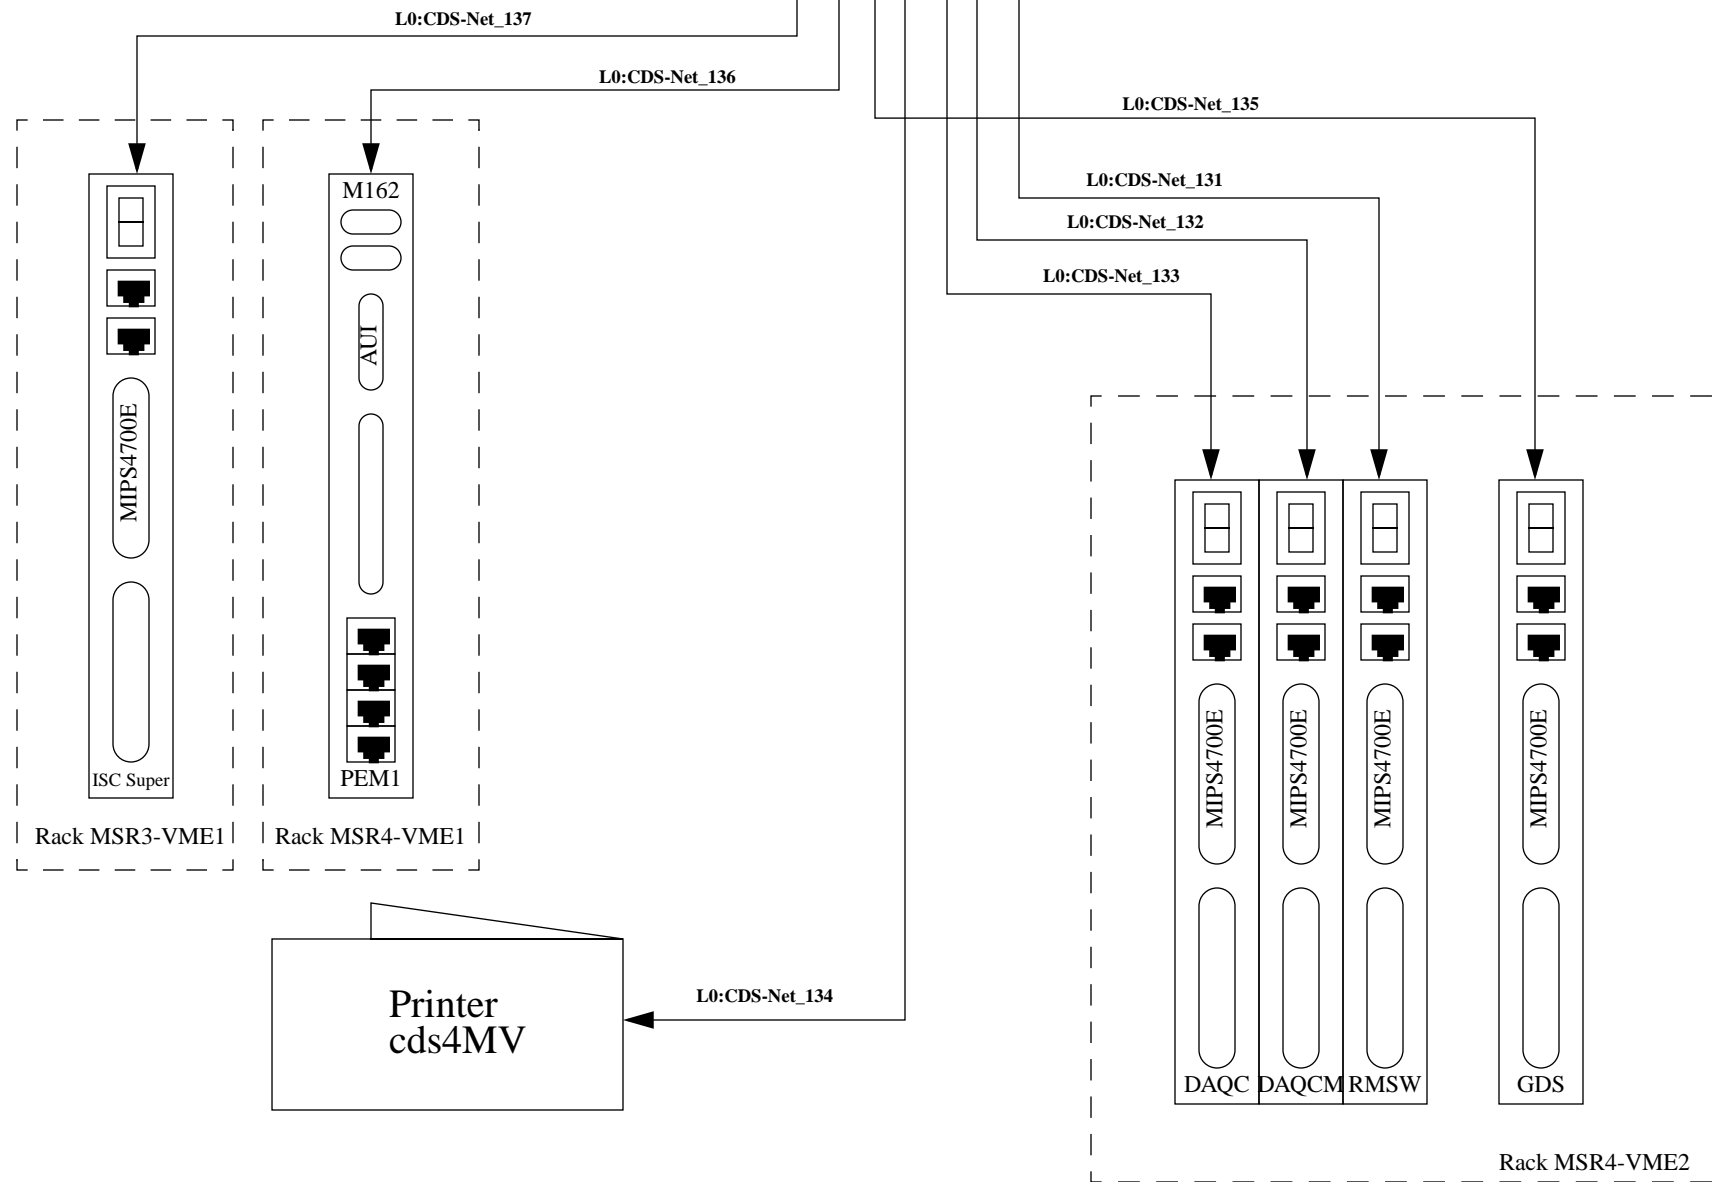 L0:CDS-Net_137
L0:CDS-Net_136
L0:CDS-Net_135
L0:CDS-Net_131
L0:CDS-Net_132
L0:CDS-Net_133
M162
AUI
MIPS4700E
ISC Super
PEM1
Rack MSR3-VME1
Rack MSR4-VME1
MIPS4700E
MIPS4700E
MIPS4700E
MIPS4700E
DAQC
DAQCM
RMSW
GDS
Rack MSR4-VME2
Printer
cds4MV
L0:CDS-Net_134